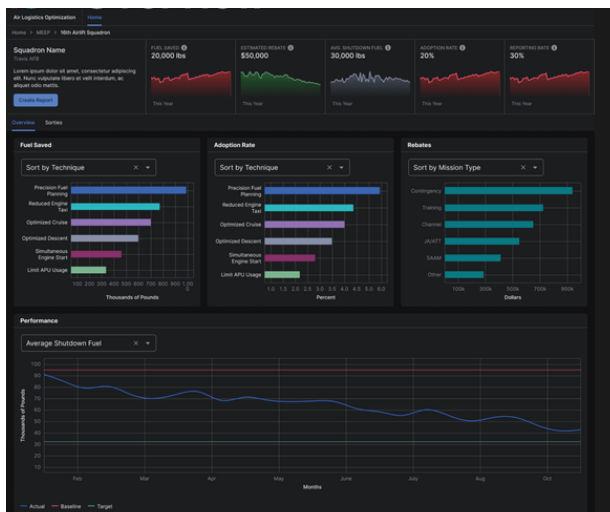 Air Logistics Optimization Home
Home > MEEP > 16th Airlift Squadron
Squadron Name
Travis AFB
Lorem ipsum dolor sit amet, consectetur adipiscing
elit. Nunc vulputate libero et velit interdum, ac
aliquet odio mattis.
Create Report
FUEL SAVED
20,000 lbs
This Year
ESTIMATED REBATE
$50,000
This Year
AVG. SHUTDOWN FUEL
30,000 lbs
This Year
ADOPTION RATE
20%
This Year
REPORTING RATE
30%
This Year
Overview Sorties
Fuel Saved
Sort by Technique
Precision Fuel
Planning
Reduced Engine
Taxi
Optimized Cruise
Optimized Descent
Simultaneous
Engine Start
Limit APU Usage
100 200 300 400 500 600 700 800 900 1,00
0
Thousands of Pounds
Adoption Rate
Sort by Technique
Precision Fuel
Planning
Reduced Engine
Taxi
Optimized Cruise
Optimized Descent
Simultaneous
Engine Start
Limit APU Usage
1.0 1.5 2.0 2.5 3.0 3.5 4.0 4.5 5.0 6.0
Percent
Rebates
Sort by Mission Type
Contingency
Training
Channel
JA/ATT
SAAM
Other
100k 300k 500k 700k 900k
Dollars
Performance
Average Shutdown Fuel
100
90
80
70
60
50
40
30
20
10
Thousands of Pounds
Feb Mar Apr May June July Aug Oct
Months
Actual Baseline Target